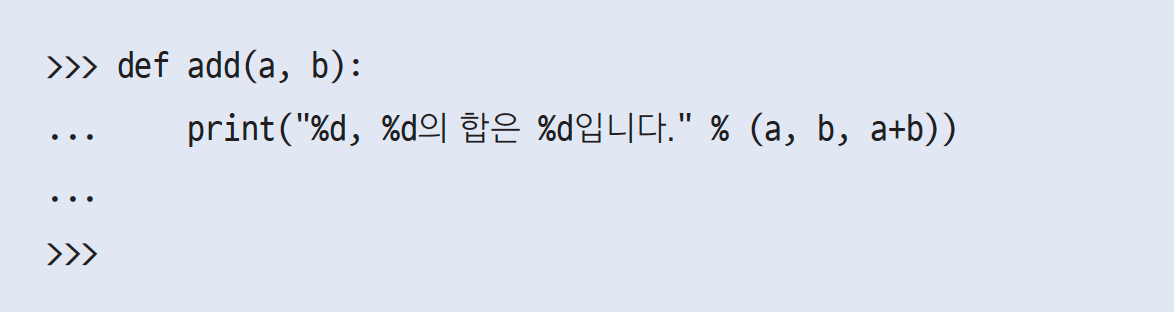 >>> def add(a, b):
...     print("%d, %d의 합은 %d입니다." % (a, b, a+b))
...
>>>